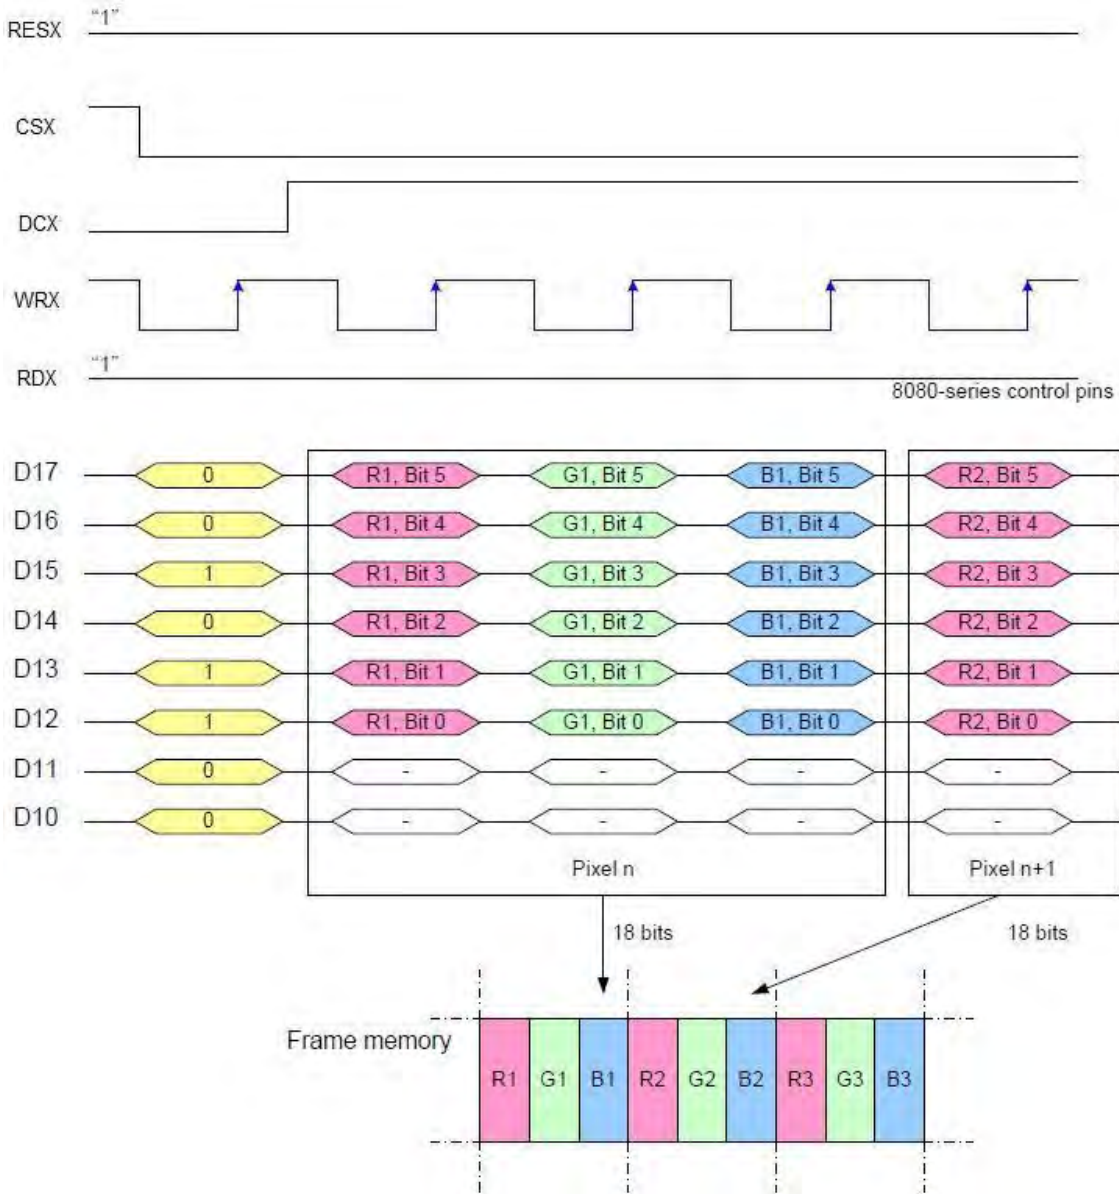 RESX “1”
CSX
DCX
WRX
RDX “1”
8080-series control pins
D17 0 R1, Bit 5 G1, Bit 5 B1, Bit 5 R2, Bit 5
D16 0 R1, Bit 4 G1, Bit 4 B1, Bit 4 R2, Bit 4
D15 1 R1, Bit 3 G1, Bit 3 B1, Bit 3 R2, Bit 3
D14 0 R1, Bit 2 G1, Bit 2 B1, Bit 2 R2, Bit 2
D13 1 R1, Bit 1 G1, Bit 1 B1, Bit 1 R2, Bit 1
D12 1 R1, Bit 0 G1, Bit 0 B1, Bit 0 R2, Bit 0
D11 0 - - - -
D10 0 - - - -
Pixel n Pixel n+1
18 bits 18 bits
Frame memory
R1 G1 B1 R2 G2 B2 R3 G3 B3